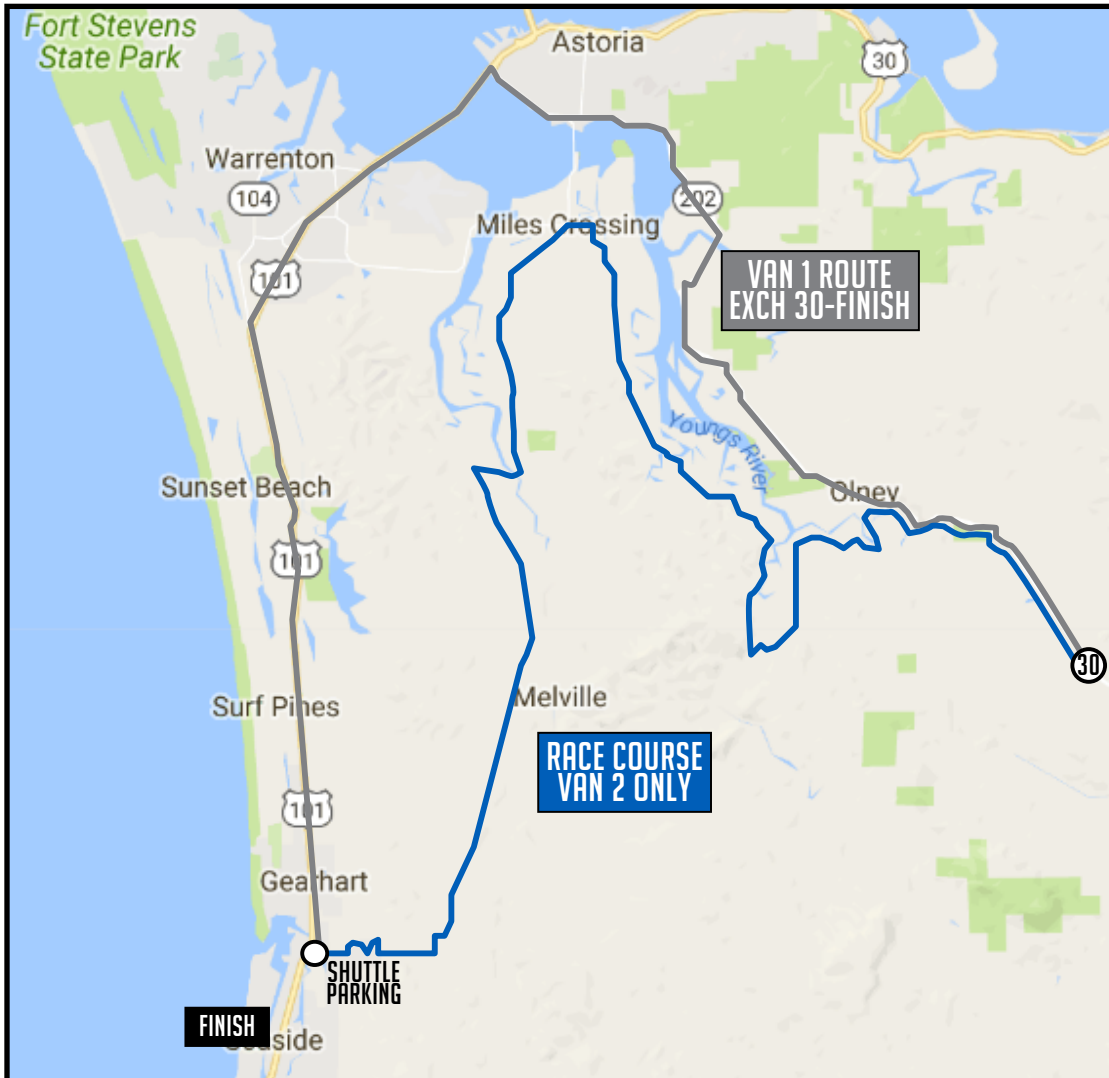 Fort Stevens
State Park
Astoria
30
Warrenton
104
202
Miles Crossing
101
VAN 1 ROUTE
EXCH 30-FINISH
Youngs River
Sunset Beach
Olney
101
30
Surf Pines
Melville
RACE COURSE
VAN 2 ONLY
101
Gearhart
SHUTTLE
PARKING
FINISH
Seaside